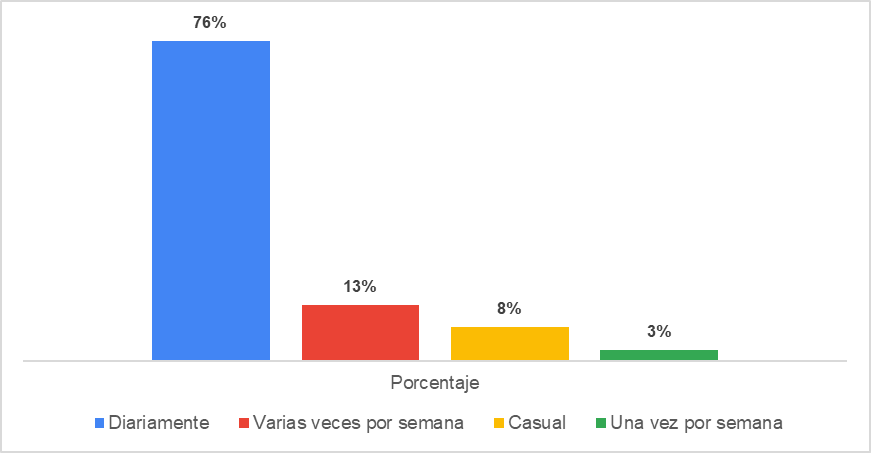 76%
13%
8%
3%
Porcentaje
Diariamente Varias veces por semana Casual Una vez por semana